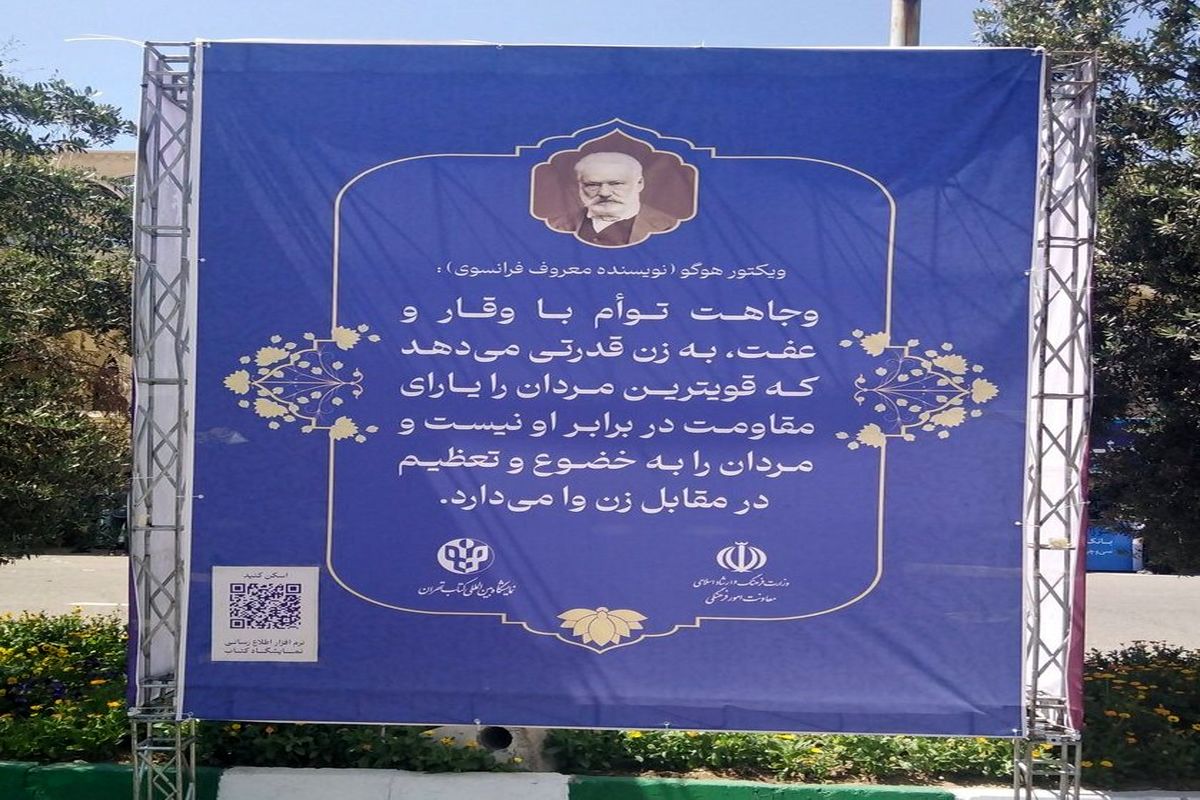 ویکتور هوگو (نویسنده معروف فرانسوی):
وجاهت توأم با وقار و
عفت، به زن قدرتی می‌دهد
که قویترین مردان را یارای
مقاومت در برابر او نیست و
مردان را به خضوع و تعظیم
در مقابل زن وا می‌دارد.
وزارت فرهنگ و ارشاد اسلامی
معاونت امور فرهنگی
نمایشگاه بین‌المللی کتاب تهران
اسکن کنید
نرم افزار اطلاع رسانی
نمایشگاه کتاب
بانک